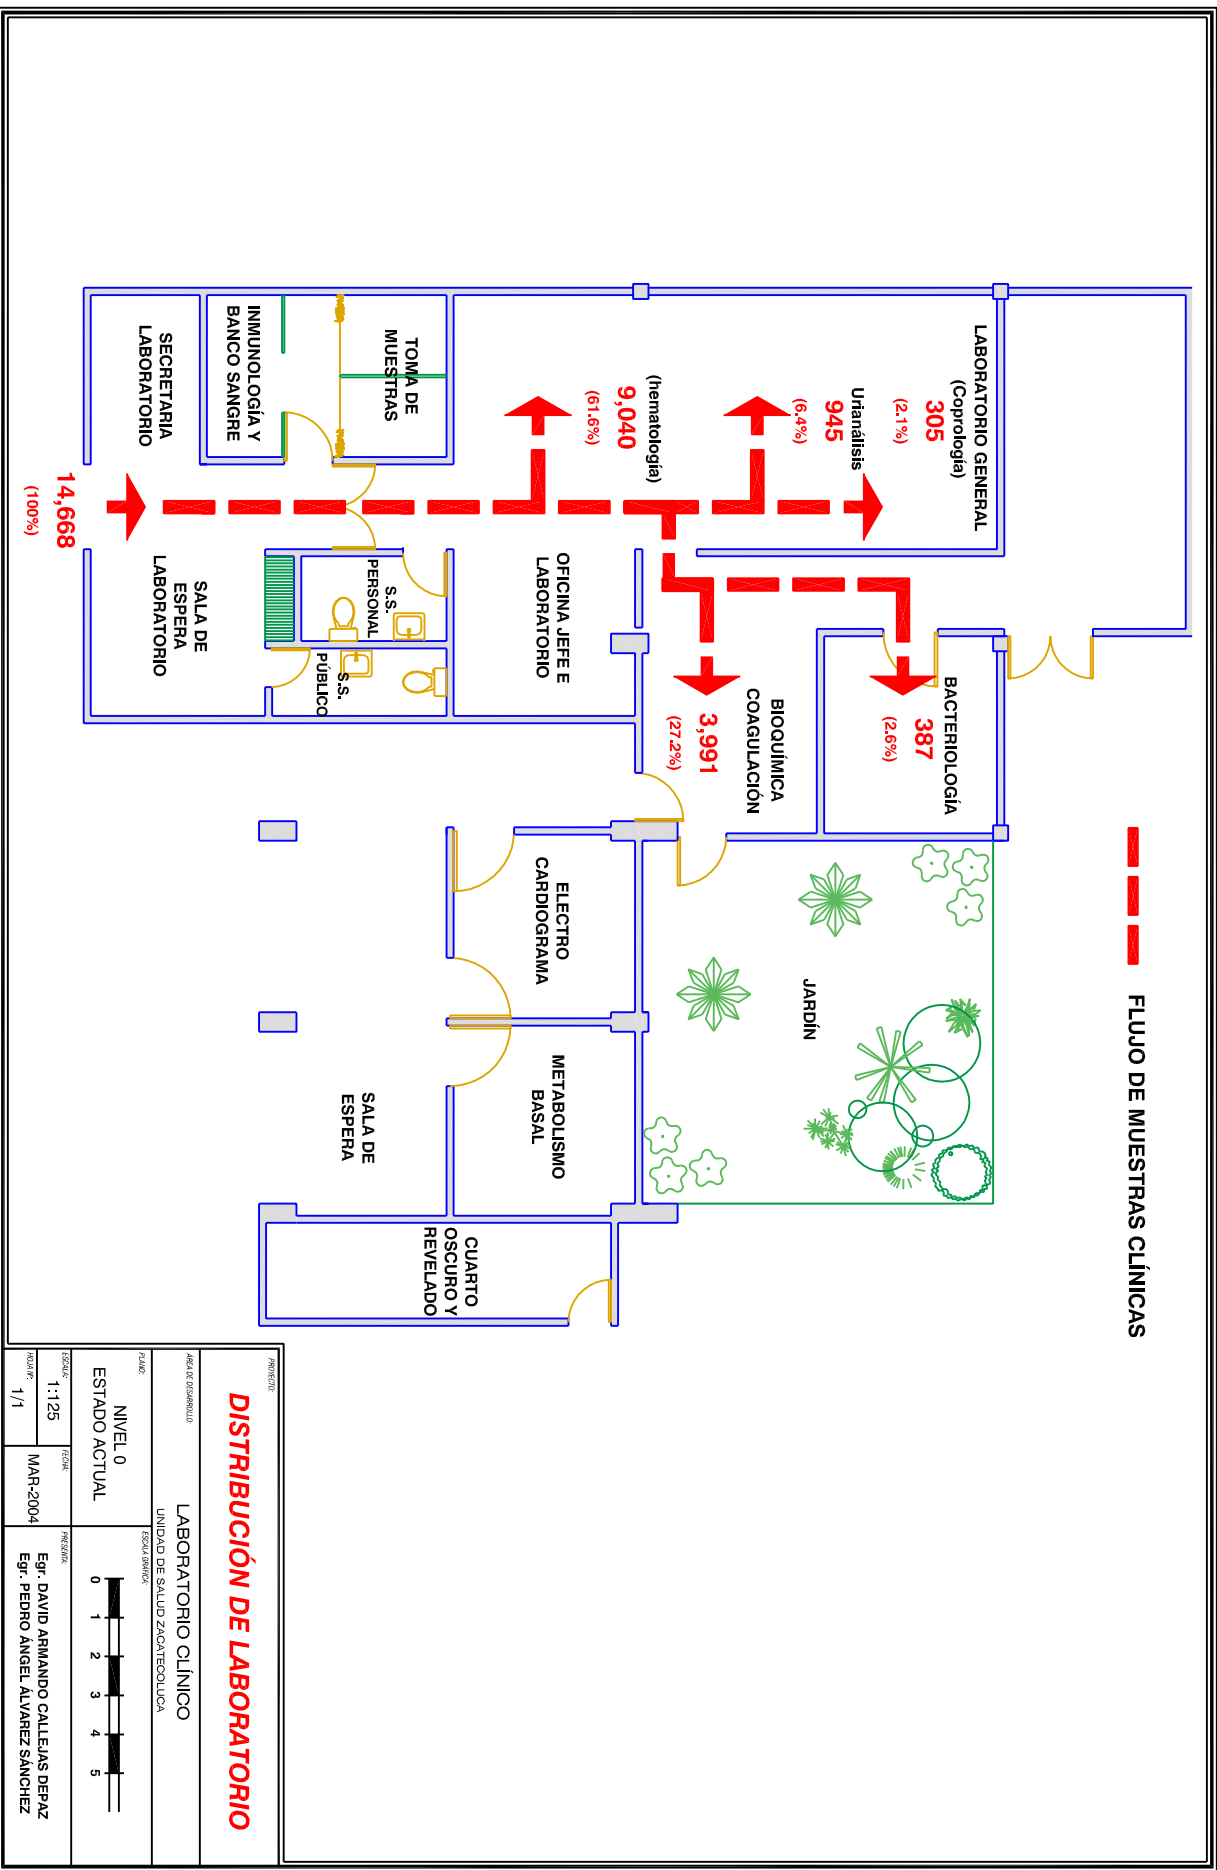 FLUJO DE MUESTRAS CLÍNICAS
LABORATORIO GENERAL
(Coprología)
305
(2.1%)
Urianálisis
945
(6.4%)
(hematología)
9,040
(61.6%)
TOMA DE
MUESTRAS
INMUNOLOGÍA Y
BANCO SANGRE
SECRETARIA
LABORATORIO
14,668
(100%)
OFICINA JEFE E
LABORATORIO
S.S.
PERSONAL
S.S.
PÚBLICO
SALA DE
ESPERA
LABORATORIO
BACTERIOLOGÍA
387
(2.6%)
BIOQUÍMICA
COAGULACIÓN
3,991
(27.2%)
JARDÍN
ELECTRO
CARDIOGRAMA
METABOLISMO
BASAL
SALA DE
ESPERA
CUARTO
OSCURO Y
REVELADO
PROYECTO:
DISTRIBUCIÓN DE LABORATORIO
ÁREA DE DESARROLLO:
LABORATORIO CLÍNICO
UNIDAD DE SALUD ZACATECOLUCA
PLANO:
NIVEL 0
ESTADO ACTUAL
ESCALA GRÁFICA:
0 1 2 3 4 5
ESCALA:
1:125
HOJA Nº:
1/1
FECHA:
MAR-2004
PRESENTA:
Egr. DAVID ARMANDO CALLEJAS DEPAZ
Egr. PEDRO ÁNGEL ÁLVAREZ SÁNCHEZ